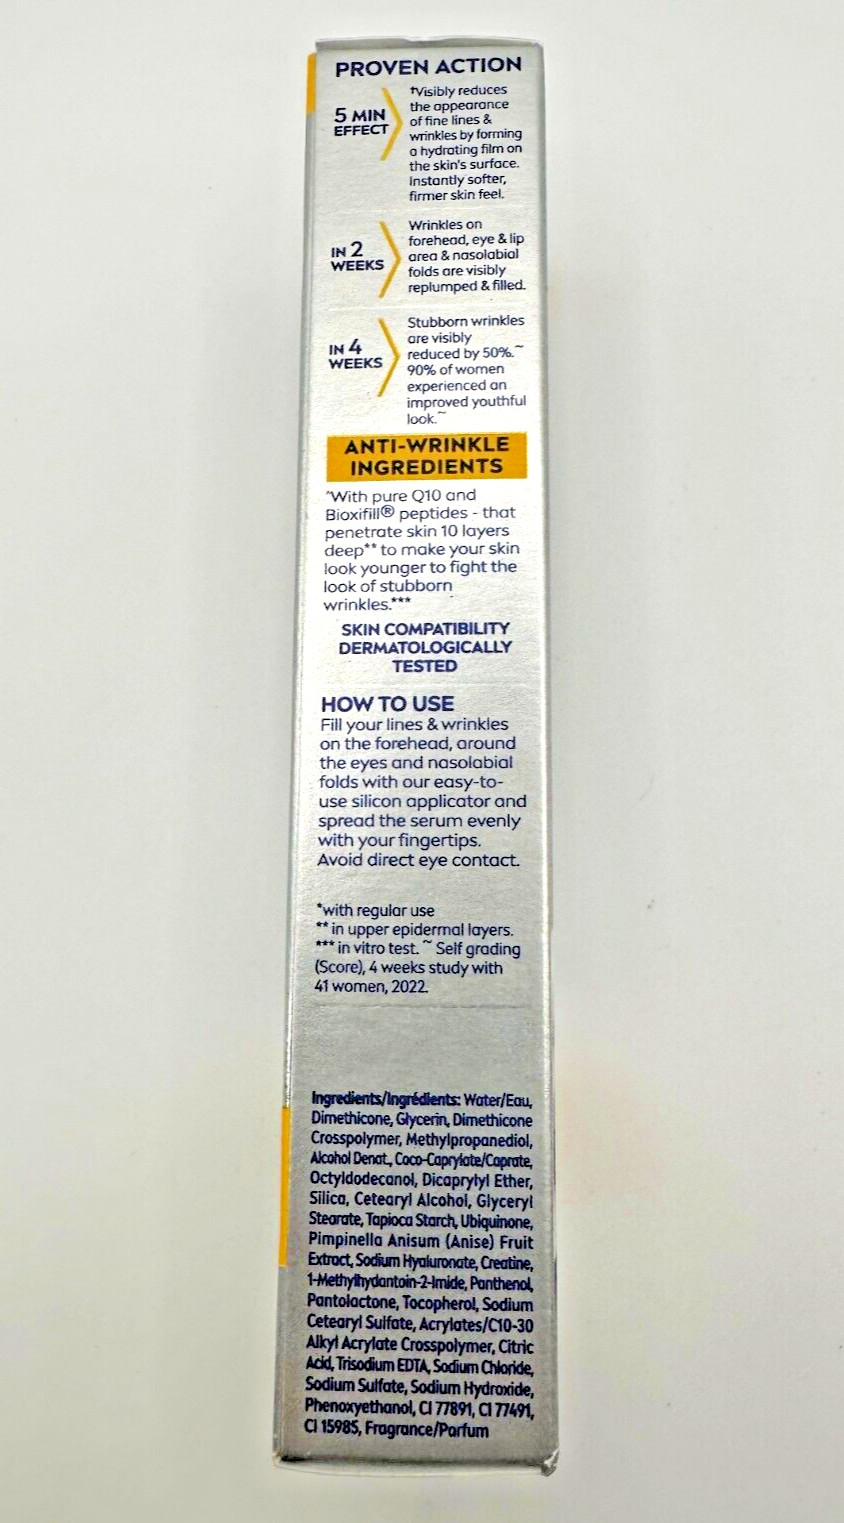 PROVEN ACTION
5 MIN
EFFECT
†Visibly reduces
the appearance
of fine lines &
wrinkles by forming
a hydrating film on
the skin's surface.
Instantly softer,
firmer skin feel.
IN 2
WEEKS
Wrinkles on
forehead, eye & lip
area & nasolabial
folds are visibly
replumped & filled.
IN 4
WEEKS
Stubborn wrinkles
are visibly
reduced by 50%.~
90% of women
experienced an
improved youthful
look.~
ANTI-WRINKLE
INGREDIENTS
*With pure Q10 and
Bioxifill® peptides - that
penetrate skin 10 layers
deep** to make your skin
look younger to fight the
look of stubborn
wrinkles.***
SKIN COMPATIBILITY
DERMATOLOGICALLY
TESTED
HOW TO USE
Fill your lines & wrinkles
on the forehead, around
the eyes and nasolabial
folds with our easy-to-
use silicon applicator and
spread the serum evenly
with your fingertips.
Avoid direct eye contact.
*with regular use
** in upper epidermal layers.
*** in vitro test. ~ Self grading
(Score), 4 weeks study with
41 women, 2022.
Ingredients/Ingrédients: Water/Eau,
Dimethicone, Glycerin, Dimethicone
Crosspolymer, Methylpropanediol,
Alcohol Denat., Coco-Caprylate/Caprate,
Octyldodecanol, Dicaprylyl Ether,
Silica, Cetearyl Alcohol, Glyceryl
Stearate, Tapioca Starch, Ubiquinone,
Pimpinella Anisum (Anise) Fruit
Extract, Sodium Hyaluronate, Creatine,
1-Methylhydantoin-2-Imide, Panthenol,
Pantolactone, Tocopherol, Sodium
Cetearyl Sulfate, Acrylates/C10-30
Alkyl Acrylate Crosspolymer, Citric
Acid, Trisodium EDTA, Sodium Chloride,
Sodium Sulfate, Sodium Hydroxide,
Phenoxyethanol, CI 77891, CI 77491,
CI 15985, Fragrance/Parfum